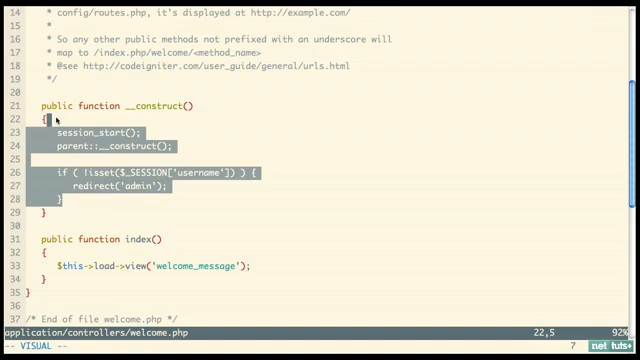 14 * config/routes.php, it's displayed at http://example.com/
15 *
16 * So any other public methods not prefixed with an underscore will
17 * map to /index.php/welcome/<method_name>
18 * @see http://codeigniter.com/user_guide/general/urls.html
19 */
20
21 public function __construct()
22 {
23 session_start();
24 parent::__construct();
25
26 if ( !isset($_SESSION['username']) ) {
27 redirect('admin');
28 }
29 }
30
31 public function index()
32 {
33 $this->load->view('welcome_message');
34 }
35 }
36
37 /* End of file welcome.php */
application/controllers/welcome.php 22,5 92%
-- VISUAL -- 7 nettuts+